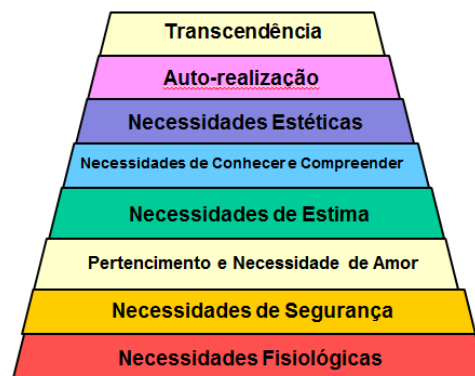 Transcendência
Auto-realização
Necessidades Estéticas
Necessidades de Conhecer e Compreender
Necessidades de Estima
Pertencimento e Necessidade de Amor
Necessidades de Segurança
Necessidades Fisiológicas